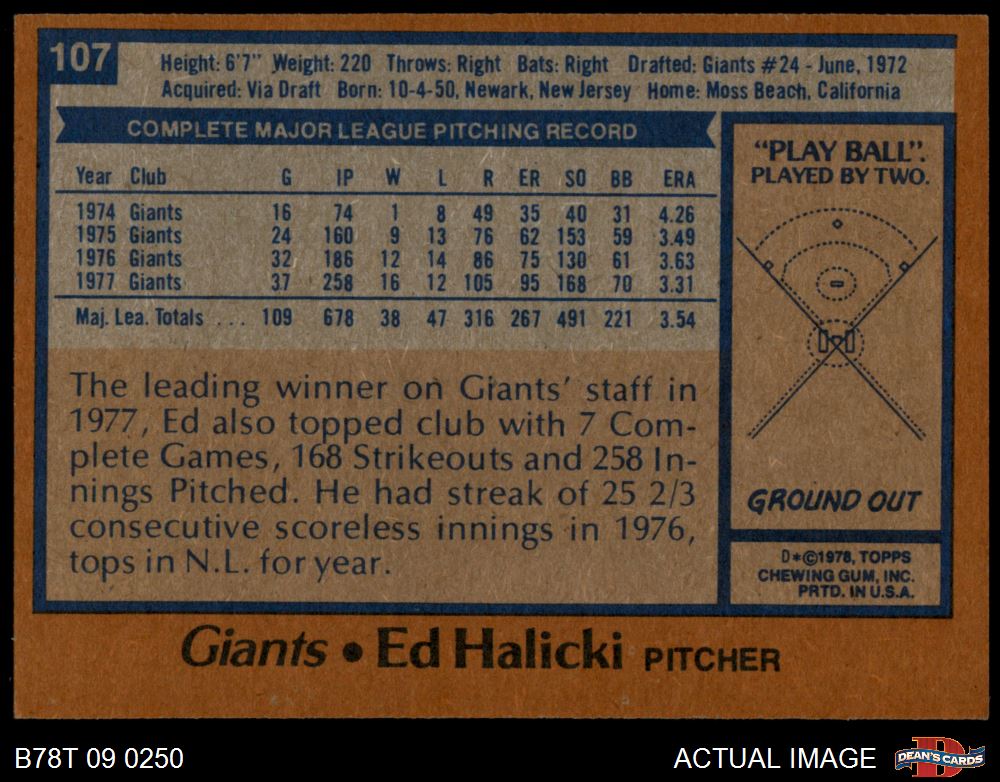 107
Height: 6'7" Weight: 220 Throws: Right Bats: Right Drafted: Giants #24 - June, 1972
Acquired: Via Draft Born: 10-4-50, Newark, New Jersey Home: Moss Beach, California
COMPLETE MAJOR LEAGUE PITCHING RECORD
Year Club G IP W L R ER SO BB ERA
1974 Giants 16 74 1 8 49 35 40 31 4.26
1975 Giants 24 160 9 13 76 62 153 59 3.49
1976 Giants 32 186 12 14 86 75 130 61 3.63
1977 Giants 37 258 16 12 105 95 168 70 3.31
Maj. Lea. Totals ... 109 678 38 47 316 267 491 221 3.54
The leading winner on Giants' staff in
1977, Ed also topped club with 7 Com-
plete Games, 168 Strikeouts and 258 In-
nings Pitched. He had streak of 25 2/3
consecutive scoreless innings in 1976,
tops in N.L. for year.
"PLAY BALL".
PLAYED BY TWO.
GROUND OUT
D*©1978, TOPPS
CHEWING GUM, INC.
PRTD. IN U.S.A.
Giants • Ed Halicki PITCHER
B78T 09 0250
ACTUAL IMAGE
D
DEAN'S CARDS